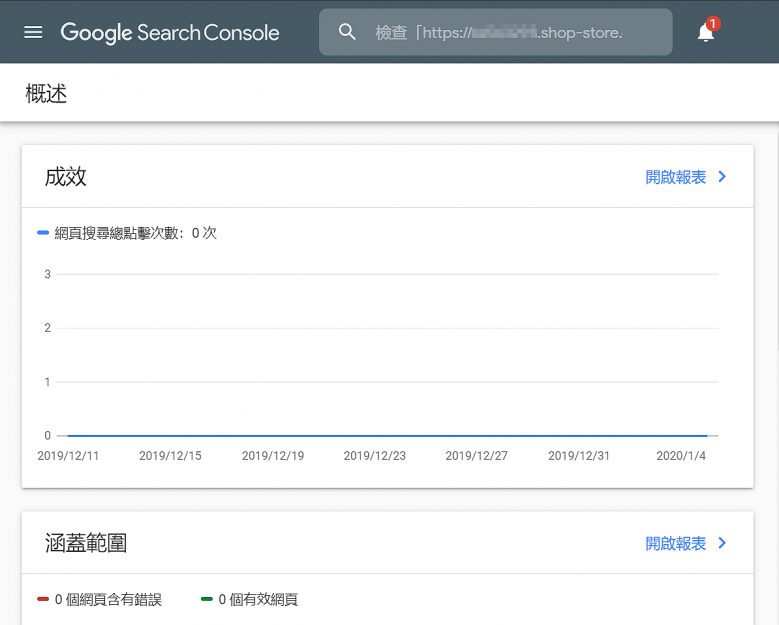 Google Search Console
檢查「https:// .shop-store.
1
概述
成效
開啟報表
網頁搜尋總點擊次數：0 次
3
2
1
0
2019/12/11 2019/12/15 2019/12/19 2019/12/23 2019/12/27 2019/12/31 2020/1/4
涵蓋範圍
開啟報表
0 個網頁含有錯誤
0 個有效網頁